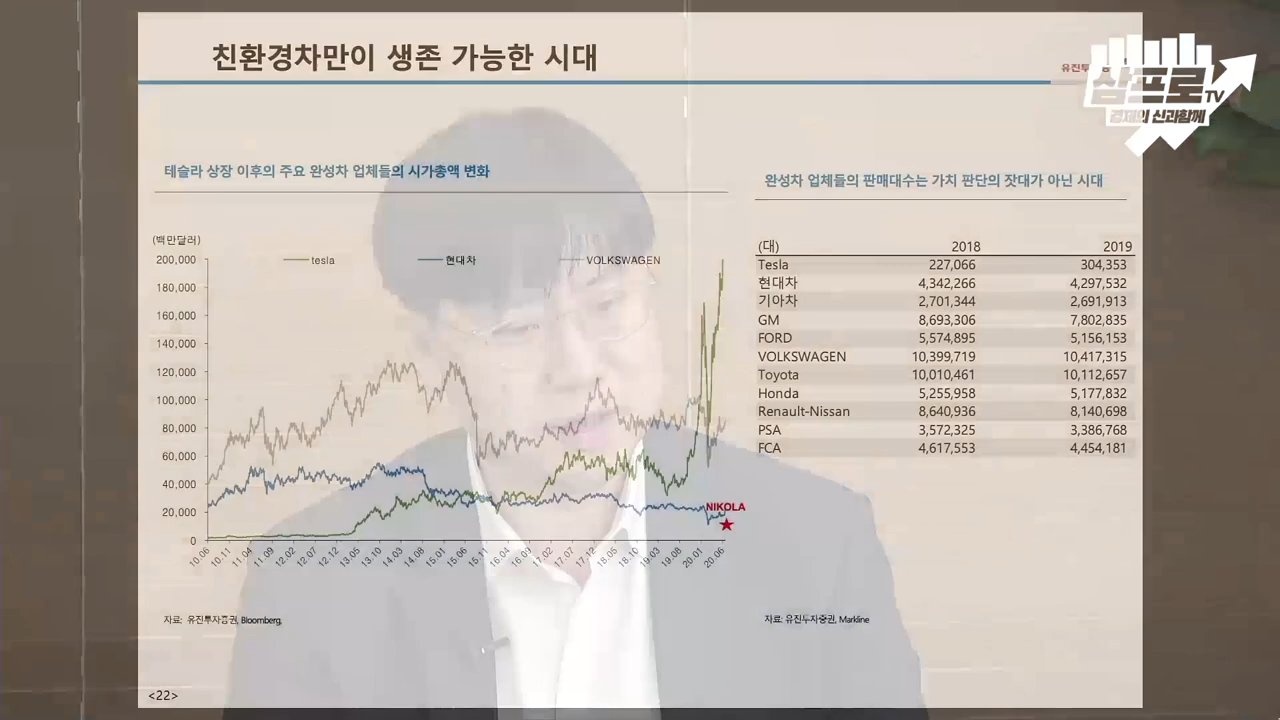 친환경차만이 생존 가능한 시대
유진투
삼프로TV
경제의 신과함께
테슬라 상장 이후의 주요 완성차 업체들의 시가총액 변화
(백만달러)
tesla 현대차 VOLKSWAGEN
200,000
180,000
160,000
140,000
120,000
100,000
80,000
60,000
40,000
20,000
0
NIKOLA
10.06 10.11 11.04 11.09 12.02 12.07 12.12 13.05 13.10 14.03 14.08 15.01 15.06 15.11 16.04 16.09 17.02 17.07 17.12 18.05 18.10 19.03 19.08 20.01 20.06
자료: 유진투자증권, Bloomberg,
완성차 업체들의 판매대수는 가치 판단의 잣대가 아닌 시대
(대) 2018 2019
Tesla 227,066 304,353
현대차 4,342,266 4,297,532
기아차 2,701,344 2,691,913
GM 8,693,306 7,802,835
FORD 5,574,895 5,156,153
VOLKSWAGEN 10,399,719 10,417,315
Toyota 10,010,461 10,112,657
Honda 5,255,958 5,177,832
Renault-Nissan 8,640,936 8,140,698
PSA 3,572,325 3,386,768
FCA 4,617,553 4,454,181
자료: 유진투자증권, Markline
<22>